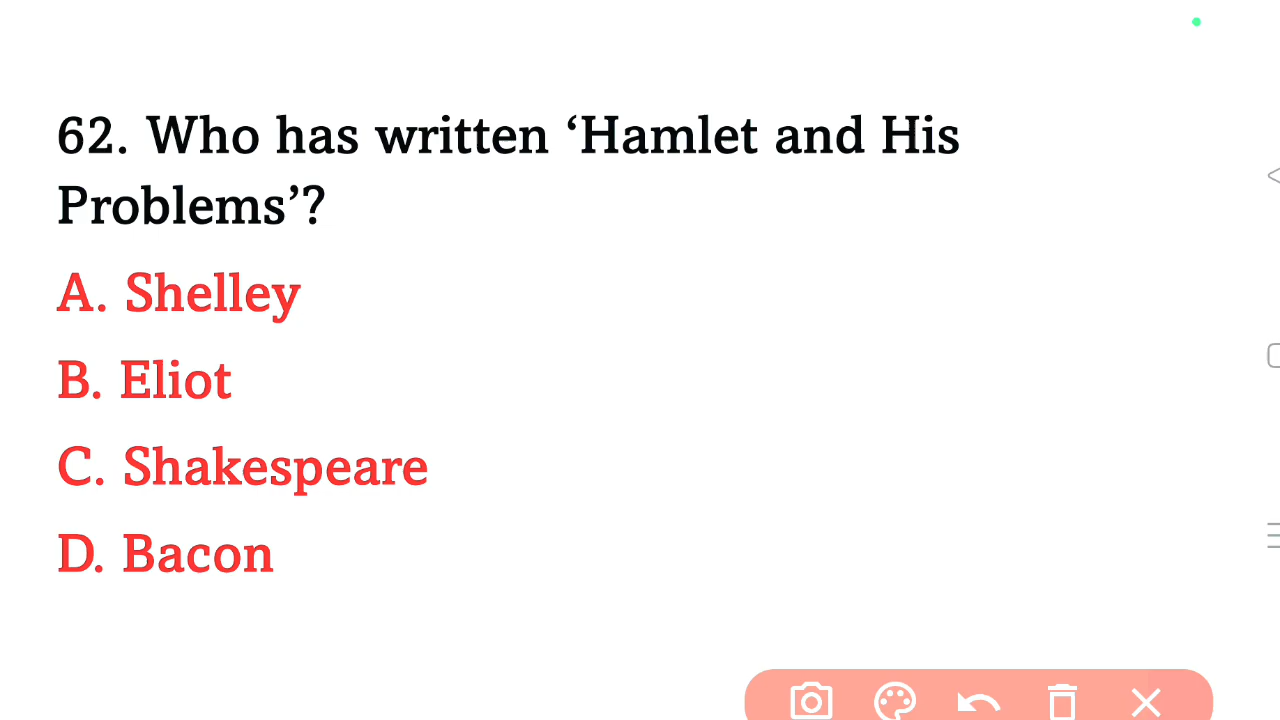 62. Who has written ‘Hamlet and His
Problems’?
A. Shelley
B. Eliot
C. Shakespeare
D. Bacon